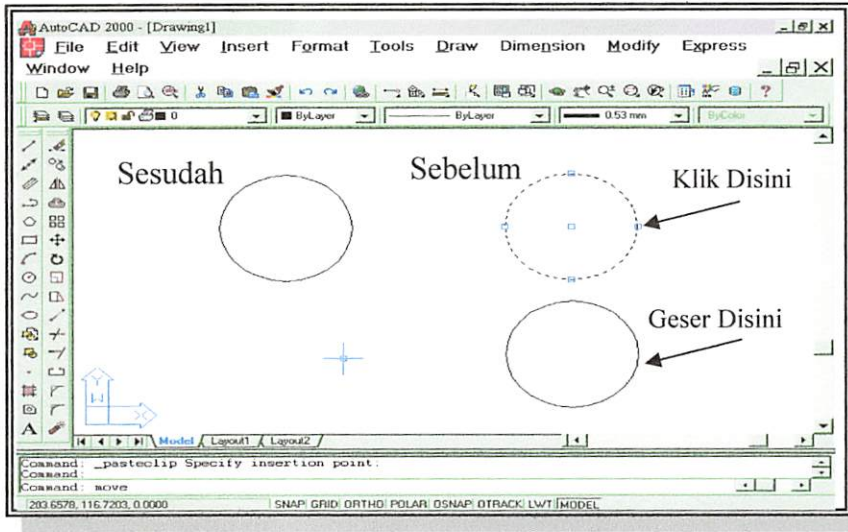 AutoCAD 2000 - [Drawing1]
File Edit View Insert Format Tools Draw Dimension Modify Express
Window Help
0 ByLayer ByLayer 0.53 mm ByColor
Sesudah Sebelum Klik Disini
Geser Disini
Y
W
X
A
Model Layout1 Layout2
Command: _pasteclip Specify insertion point:
Command:
Command: move
203.6578, 116.7203, 0.0000 SNAP GRID ORTHO POLAR OSNAP OTRACK LWT MODEL